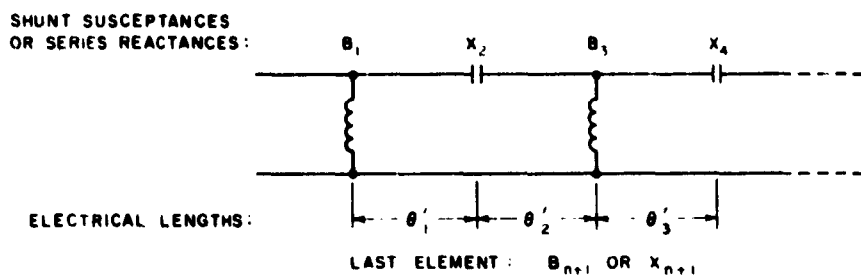 SHUNT SUSCEPTANCES
OR SERIES REACTANCES: B₁ X₂ B₃ X₄
ELECTRICAL LENGTHS: θ′₁ θ′₂ θ′₃
LAST ELEMENT: Bₙ₊₁ OR Xₙ₊₁